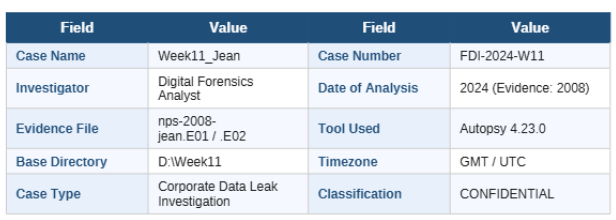 Field Value Field Value
Case Name Week11_Jean Case Number FDI-2024-W11
Investigator Digital Forensics
Analyst Date of Analysis 2024 (Evidence: 2008)
Evidence File nps-2008-
jean.E01 / .E02 Tool Used Autopsy 4.23.0
Base Directory D:\Week11 Timezone GMT / UTC
Case Type Corporate Data Leak
Investigation Classification CONFIDENTIAL